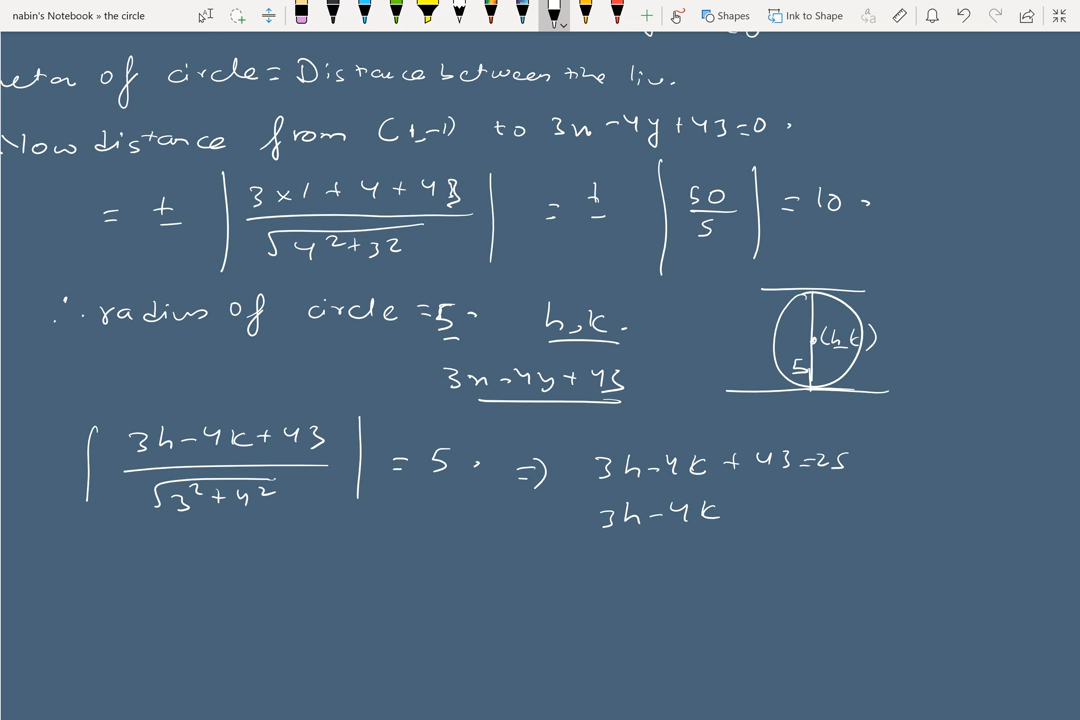 nabin's Notebook » the circle
Shapes
Ink to Shape
of circle = Distance between the lin.
Now distance from (1,-1) to 3x-4y+43=0.
= ± |3×1+4+43/√4²+3²| = ± |50/5| = 10.
∴ radius of circle = 5. h,k.
(h,k)
5
3x-4y+43
|3h-4k+43/√3²+4²| = 5. => 3h-4k+43=25
3h-4k